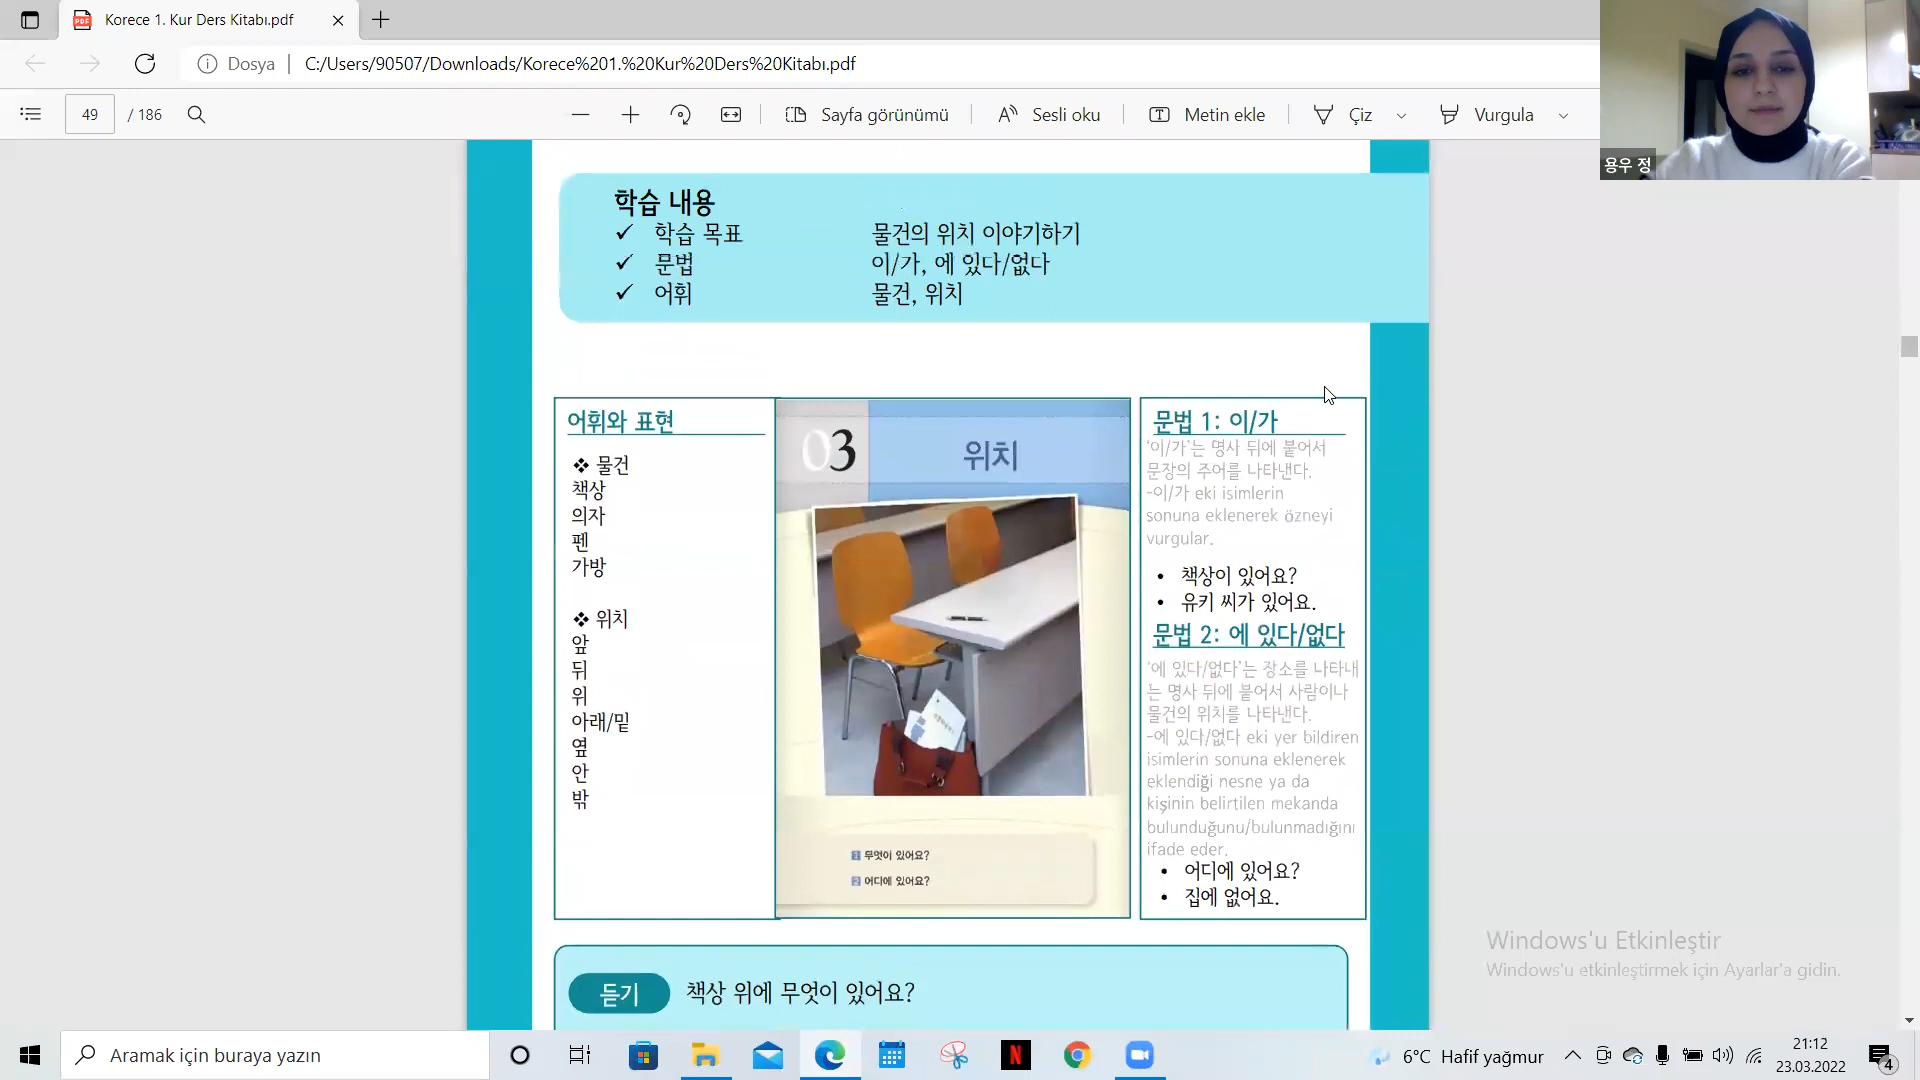 Korece 1. Kur Ders Kitabı.pdf
Dosya
C:/Users/90507/Downloads/Korece%201.%20Kur%20Ders%20Kitabı.pdf
49 / 186
Sayfa görünümü
Sesli oku
Metin ekle
Çiz
Vurgula
용우 정
학습 내용
✓ 학습 목표 물건의 위치 이야기하기
✓ 문법 이/가, 에 있다/없다
✓ 어휘 물건, 위치
어휘와 표현
❖ 물건
책상
의자
펜
가방
❖ 위치
앞
뒤
위
아래/밑
옆
안
밖
03
위치
1 무엇이 있어요?
2 어디에 있어요?
문법 1: 이/가
'이/가'는 명사 뒤에 붙어서
문장의 주어를 나타낸다.
-이/가 eki isimlerin
sonuna eklenerek özneyi
vurgular.
• 책상이 있어요?
• 유키 씨가 있어요.
문법 2: 에 있다/없다
'에 있다/없다'는 장소를 나타내
는 명사 뒤에 붙어서 사람이나
물건의 위치를 나타낸다.
-에 있다/없다 eki yer bildiren
isimlerin sonuna eklenerek
eklendiği nesne ya da
kişinin belirtilen mekanda
bulunduğunu/bulunmadığını
ifade eder.
• 어디에 있어요?
• 집에 없어요.
듣기 책상 위에 무엇이 있어요?
Windows'u Etkinleştir
Windows'u etkinleştirmek için Ayarlar'a gidin.
Aramak için buraya yazın
6°C Hafif yağmur
21:12
23.03.2022
4